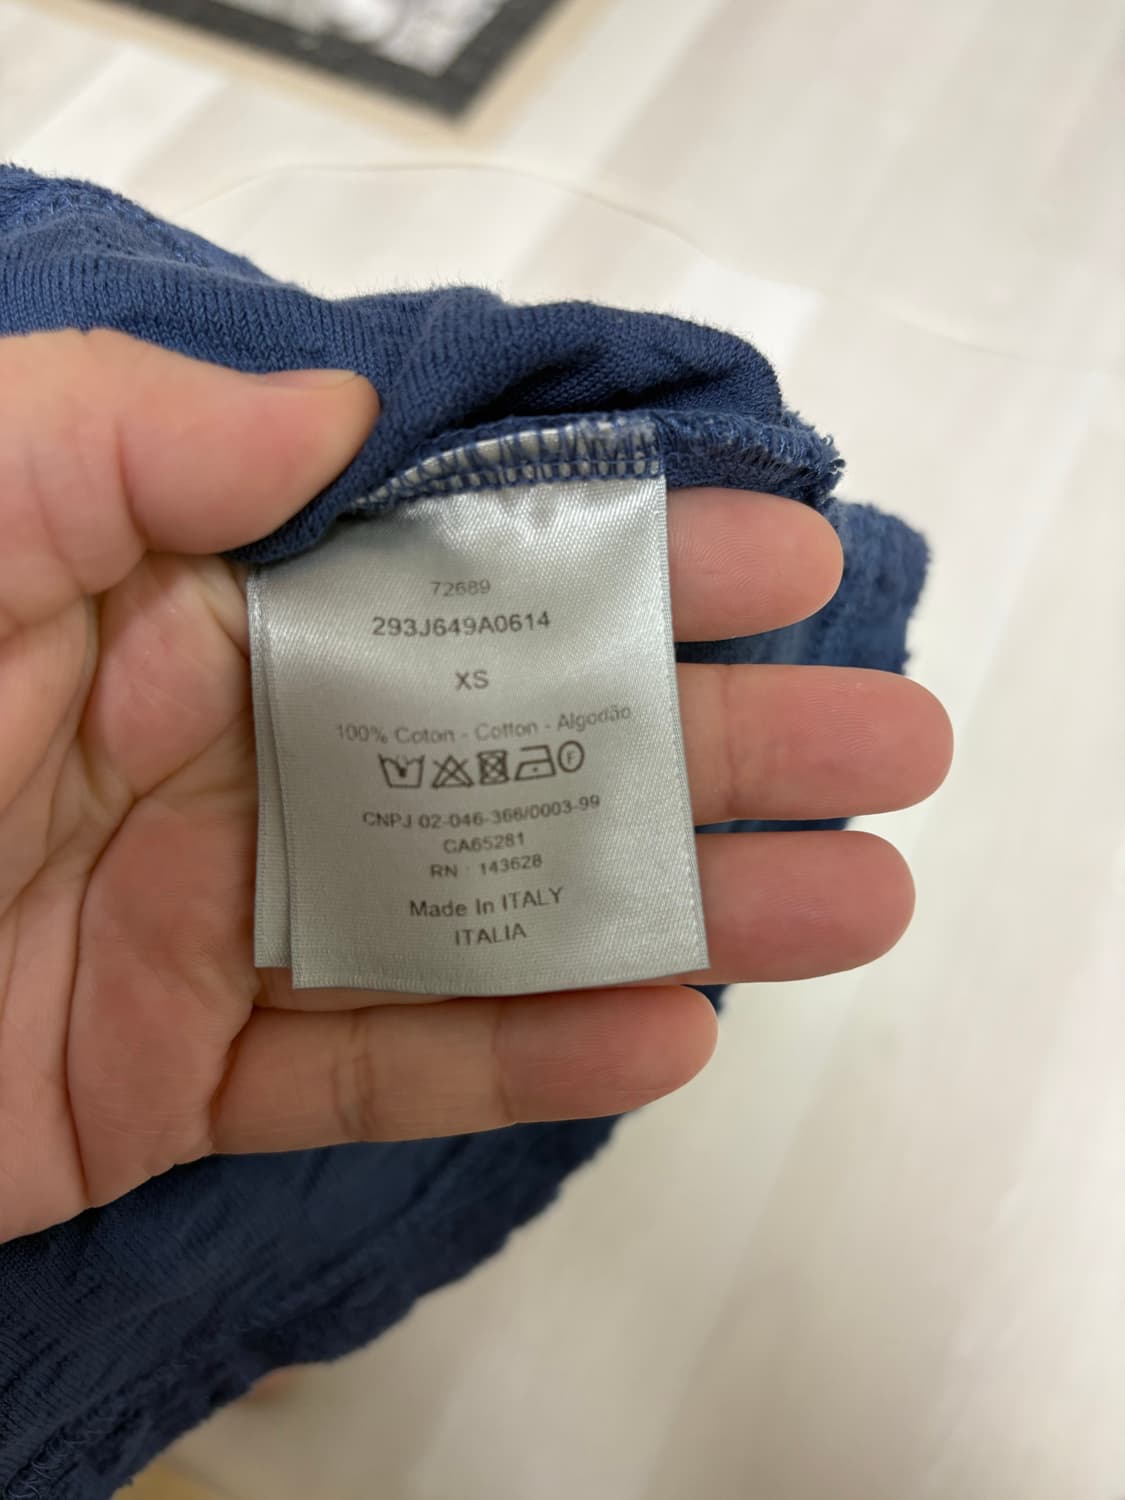 72689
293J649A0614
XS
100% Coton - Cotton - Algodão
F
CNPJ 02-046-366/0003-99
CA65281
RN : 143628
Made In ITALY
ITALIA